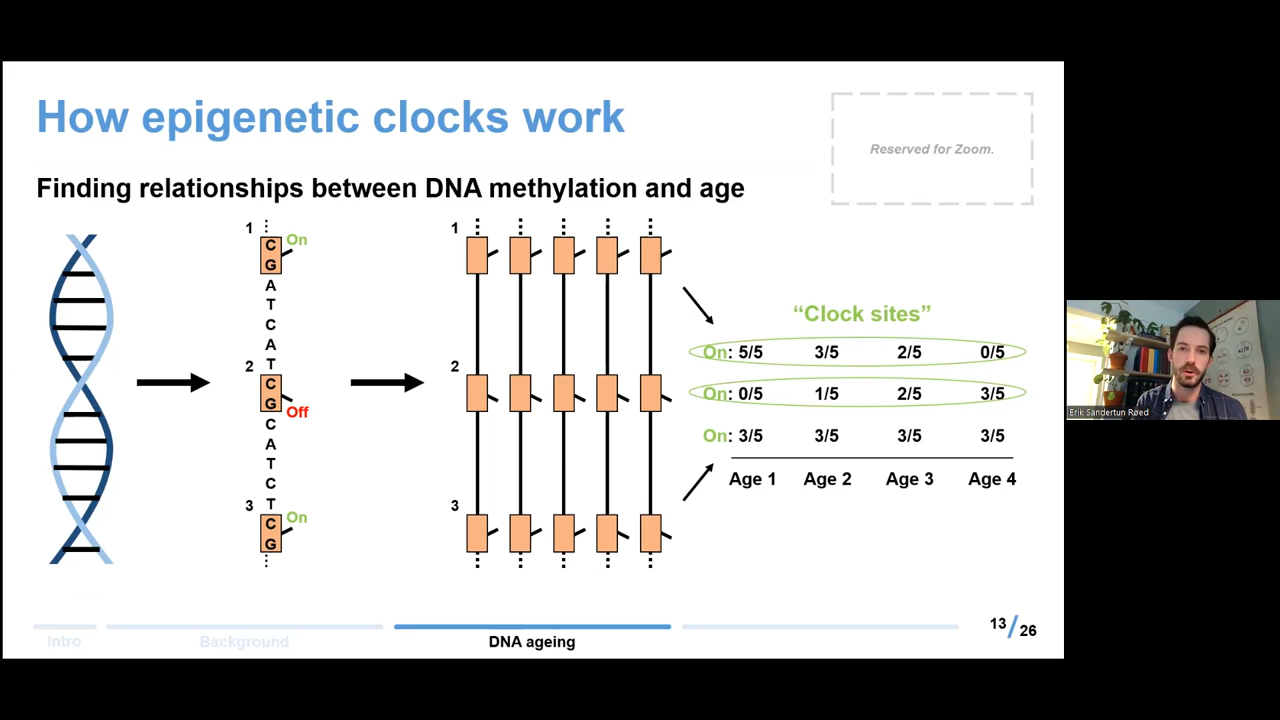 How epigenetic clocks work
Reserved for Zoom.
Finding relationships between DNA methylation and age
1
On
C
G
A
T
C
A
T
2
C
G
Off
C
A
T
C
T
3
On
C
G
1
2
3
“Clock sites”
On: 5/5 3/5 2/5 0/5
On: 0/5 1/5 2/5 3/5
On: 3/5 3/5 3/5 3/5
Age 1 Age 2 Age 3 Age 4
Erik Sandertun Røed
Intro
Background
DNA ageing
13/26